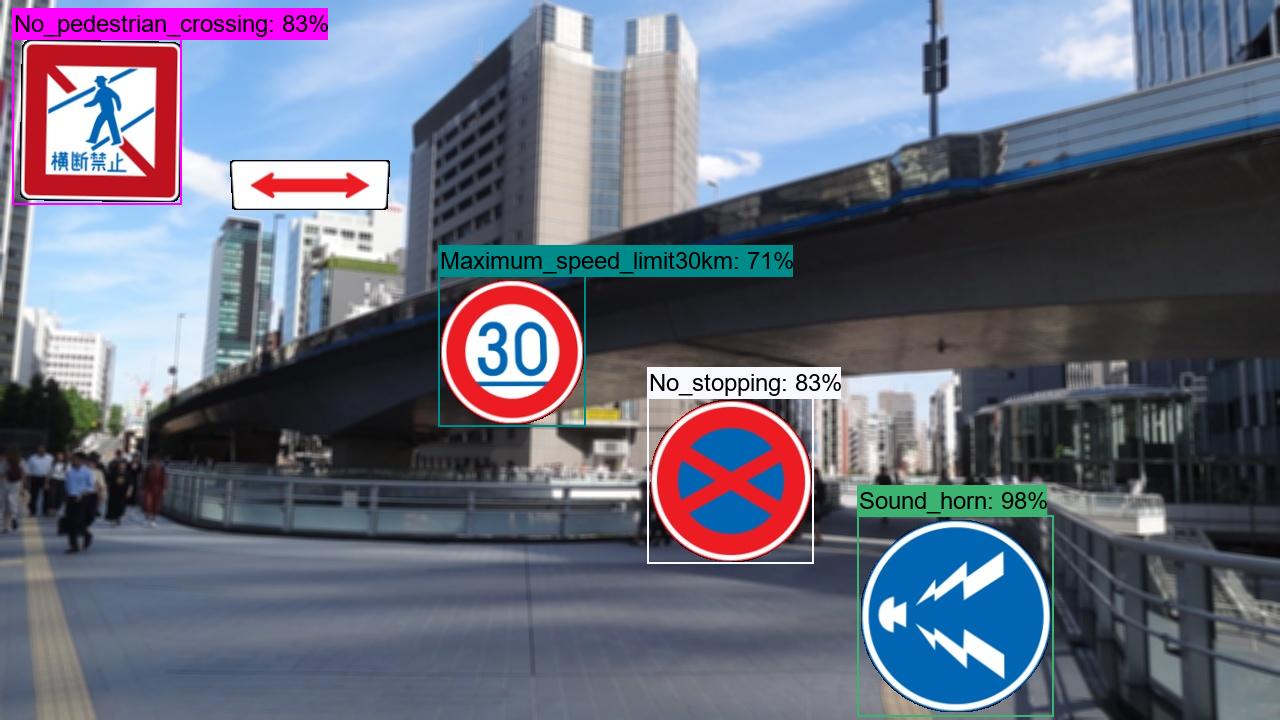 No_pedestrian_crossing: 83%
横断禁止
Maximum_speed_limit30km: 71%
30
No_stopping: 83%
Sound_horn: 98%